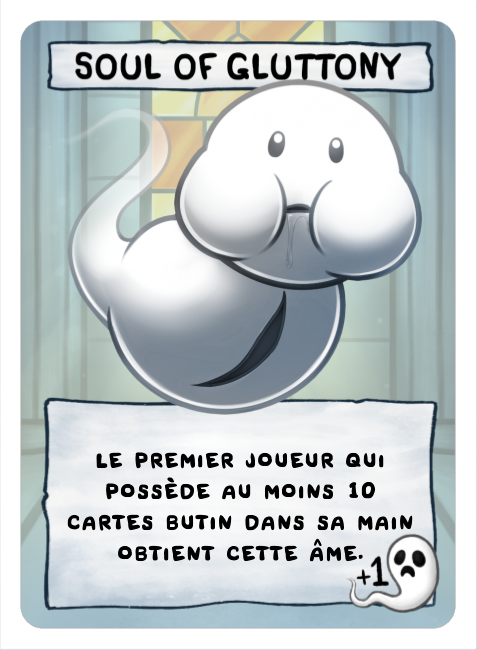 SOUL OF GLUTTONY
LE PREMIER JOUEUR QUI
POSSÈDE AU MOINS 10
CARTES BUTIN DANS SA MAIN
OBTIENT CETTE ÂME.
+1